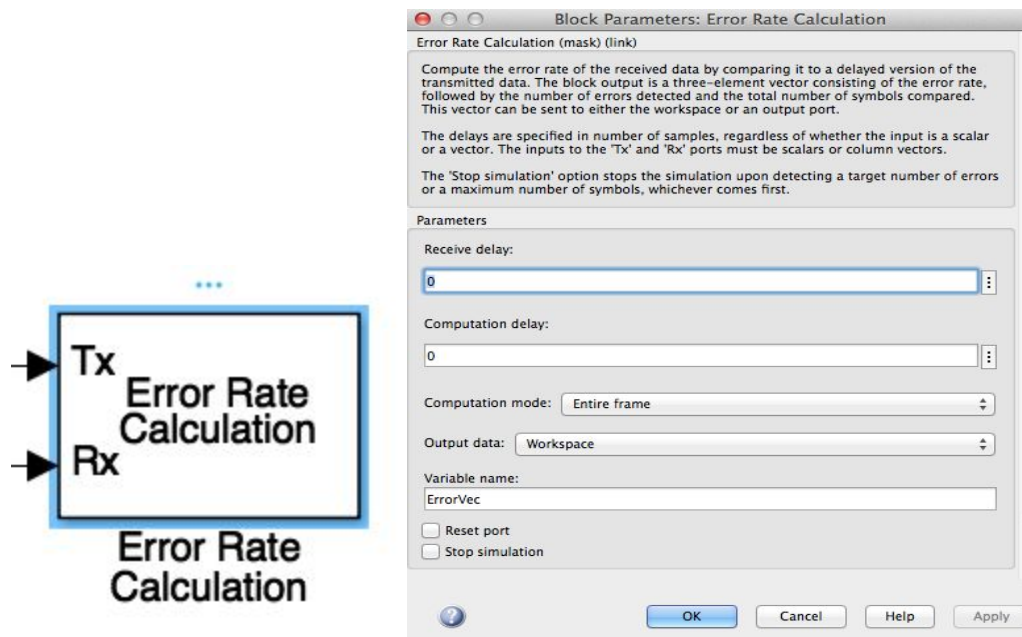 ...
Tx
Error Rate
Calculation
Rx
Error Rate
Calculation
Block Parameters: Error Rate Calculation
Error Rate Calculation (mask) (link)
Compute the error rate of the received data by comparing it to a delayed version of the
transmitted data. The block output is a three-element vector consisting of the error rate,
followed by the number of errors detected and the total number of symbols compared.
This vector can be sent to either the workspace or an output port.
The delays are specified in number of samples, regardless of whether the input is a scalar
or a vector. The inputs to the 'Tx' and 'Rx' ports must be scalars or column vectors.
The 'Stop simulation' option stops the simulation upon detecting a target number of errors
or a maximum number of symbols, whichever comes first.
Parameters
Receive delay:
0
Computation delay:
0
Computation mode: Entire frame
Output data: Workspace
Variable name:
ErrorVec
Reset port
Stop simulation
? OK Cancel Help Apply